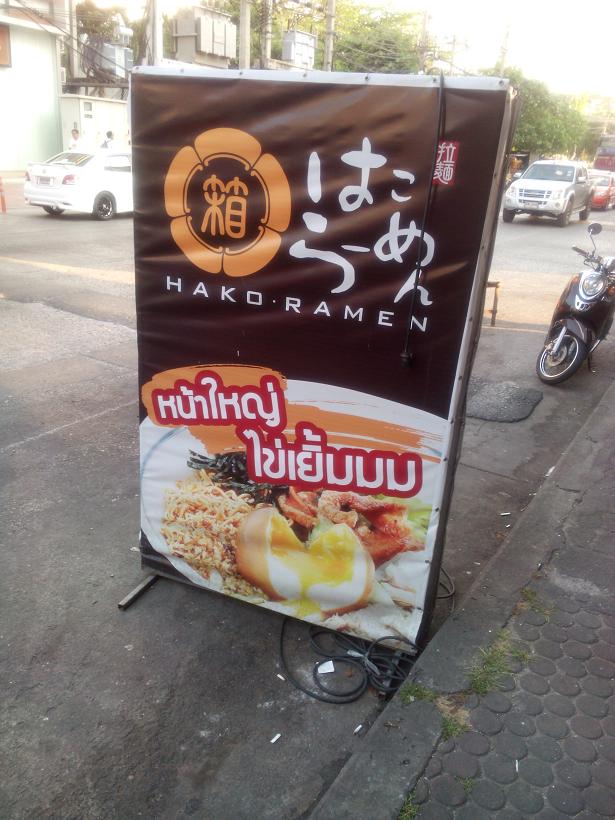 箱
はこ
らーめん
拉麺
HAKO·RAMEN
หน้าใหญ่
ไข่เยิ้มมม